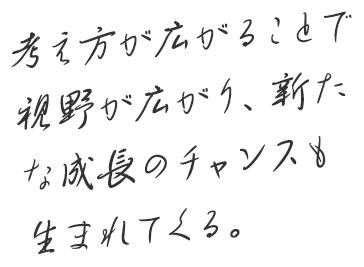 考え方が広がることで
視野が広がり、新た
な成長のチャンスも
生まれてくる。